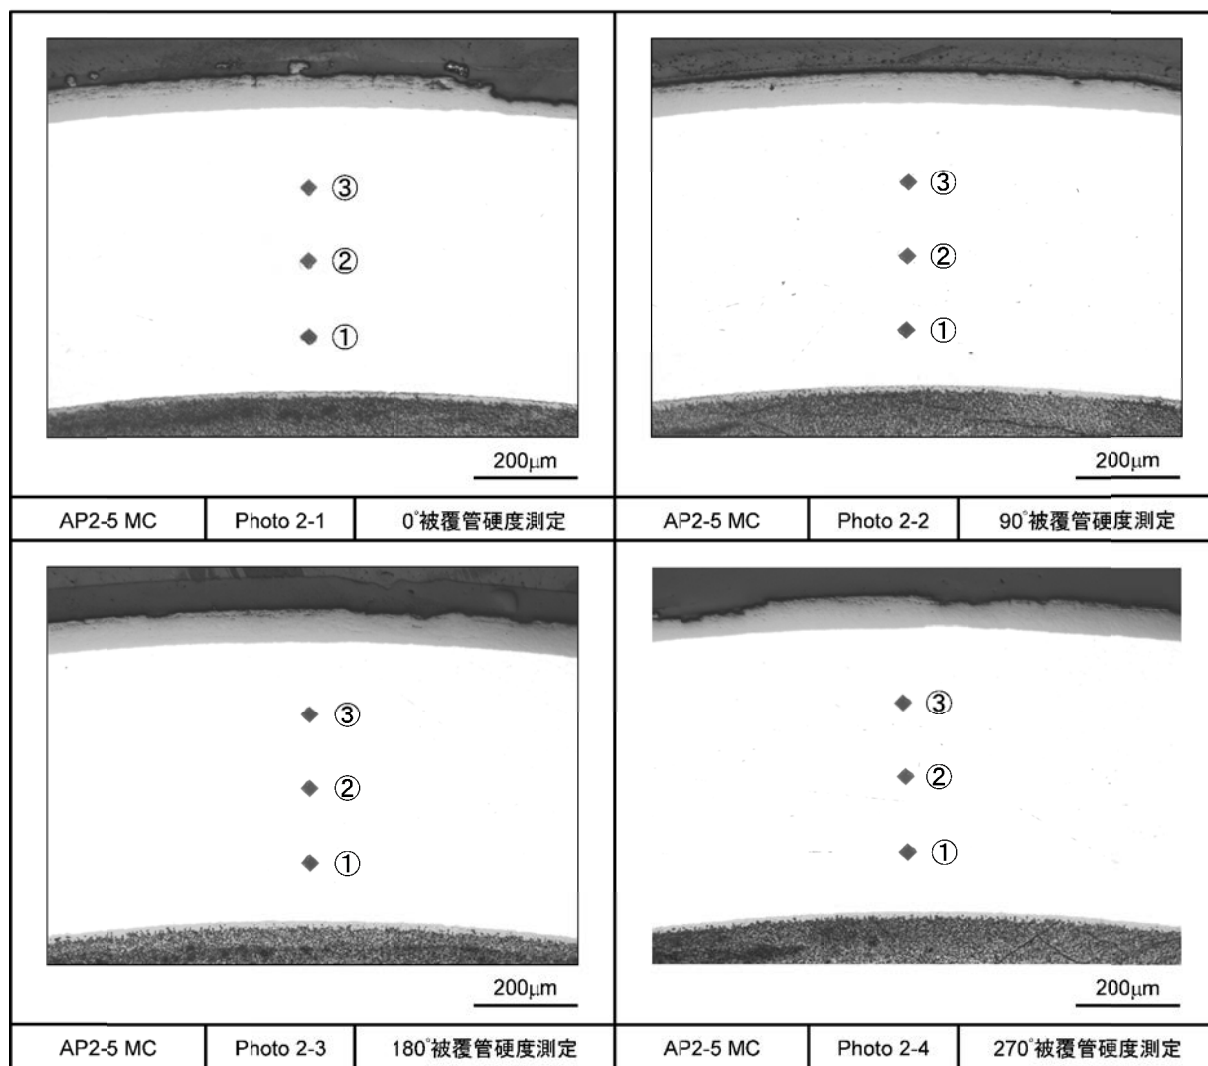 ③
②
①
200μm
AP2-5 MC
Photo 2-1
0°被覆管硬度測定
③
②
①
200μm
AP2-5 MC
Photo 2-2
90°被覆管硬度測定
③
②
①
200μm
AP2-5 MC
Photo 2-3
180°被覆管硬度測定
③
②
①
200μm
AP2-5 MC
Photo 2-4
270°被覆管硬度測定